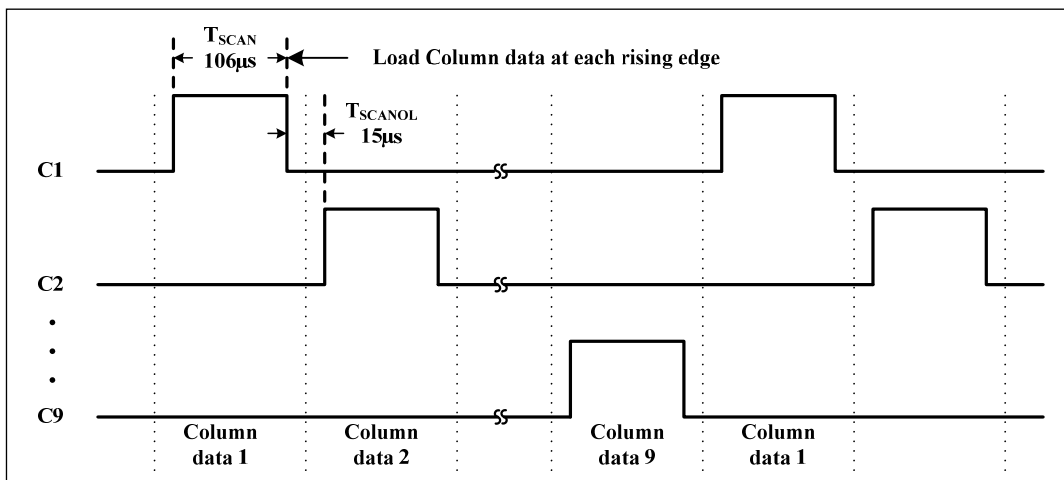 TSCAN
106µs
Load Column data at each rising edge
TSCANOL
15µs
C1
C2
C9
Column data 1
Column data 2
Column data 9
Column data 1